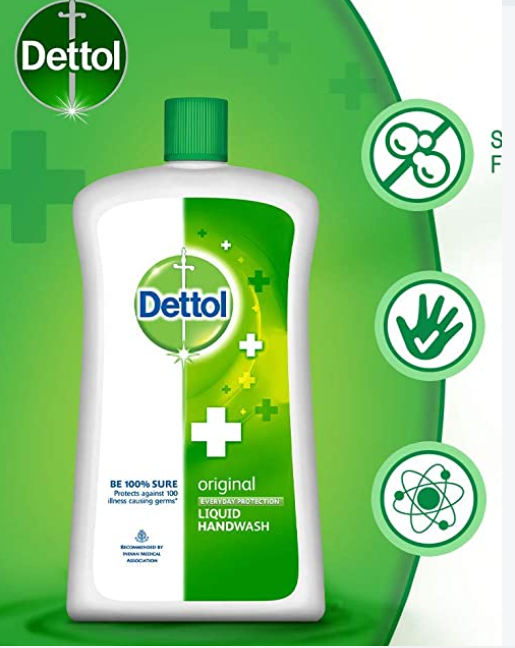 Dettol
S
F
Dettol
BE 100% SURE
Protects against 100
illness causing germs*
original
EVERYDAY PROTECTION
LIQUID
HANDWASH
RECOMMENDED BY
INDIAN MEDICAL
ASSOCIATION